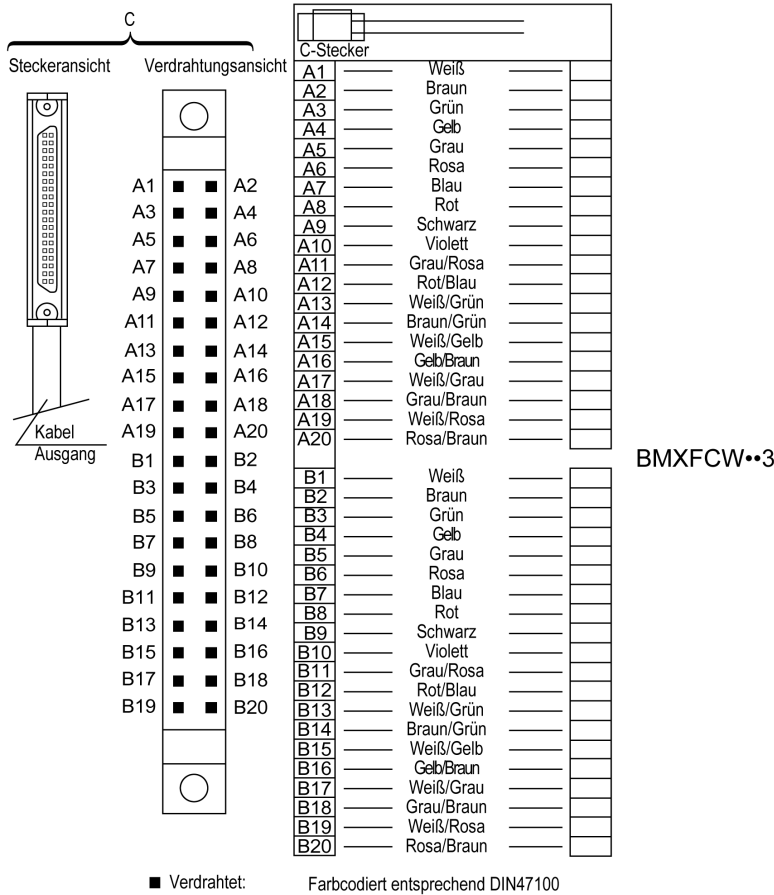 C
Steckeransicht
Verdrahtungsansicht
A1 A2
A3 A4
A5 A6
A7 A8
A9 A10
A11 A12
A13 A14
A15 A16
A17 A18
A19 A20
B1 B2
B3 B4
B5 B6
B7 B8
B9 B10
B11 B12
B13 B14
B15 B16
B17 B18
B19 B20
Kabel
Ausgang
C-Stecker
A1 Weiß
A2 Braun
A3 Grün
A4 Gelb
A5 Grau
A6 Rosa
A7 Blau
A8 Rot
A9 Schwarz
A10 Violett
A11 Grau/Rosa
A12 Rot/Blau
A13 Weiß/Grün
A14 Braun/Grün
A15 Weiß/Gelb
A16 Gelb/Braun
A17 Weiß/Grau
A18 Grau/Braun
A19 Weiß/Rosa
A20 Rosa/Braun
B1 Weiß
B2 Braun
B3 Grün
B4 Gelb
B5 Grau
B6 Rosa
B7 Blau
B8 Rot
B9 Schwarz
B10 Violett
B11 Grau/Rosa
B12 Rot/Blau
B13 Weiß/Grün
B14 Braun/Grün
B15 Weiß/Gelb
B16 Gelb/Braun
B17 Weiß/Grau
B18 Grau/Braun
B19 Weiß/Rosa
B20 Rosa/Braun
BMXFCW••3
■ Verdrahtet: Farbcodiert entsprechend DIN47100